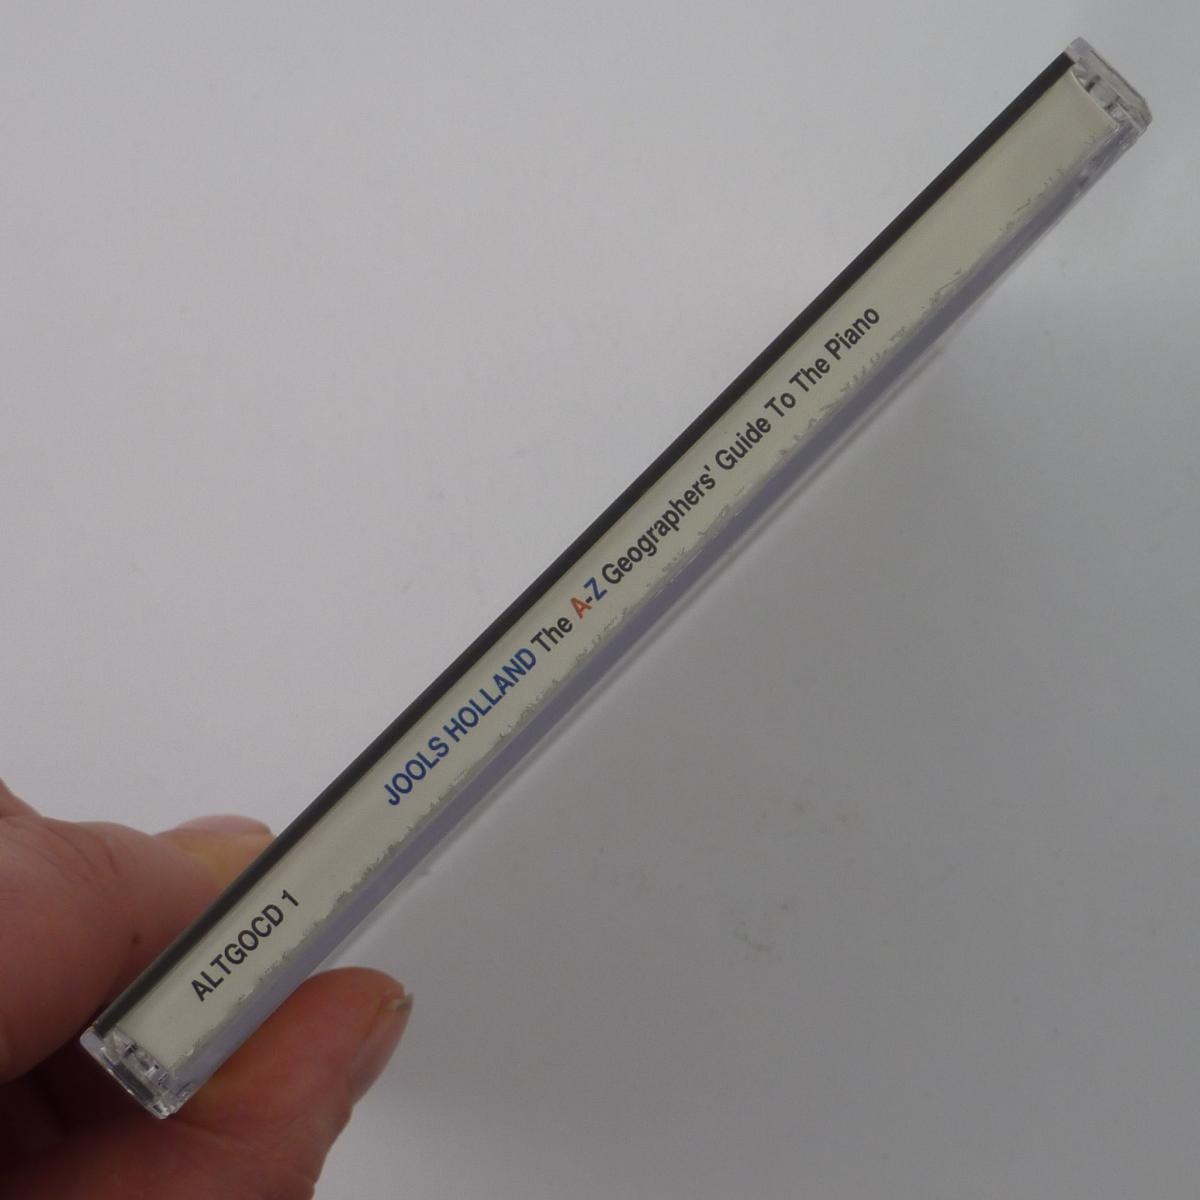 ALTGOCD 1
JOOLS HOLLAND The A-Z Geographers' Guide To The Piano